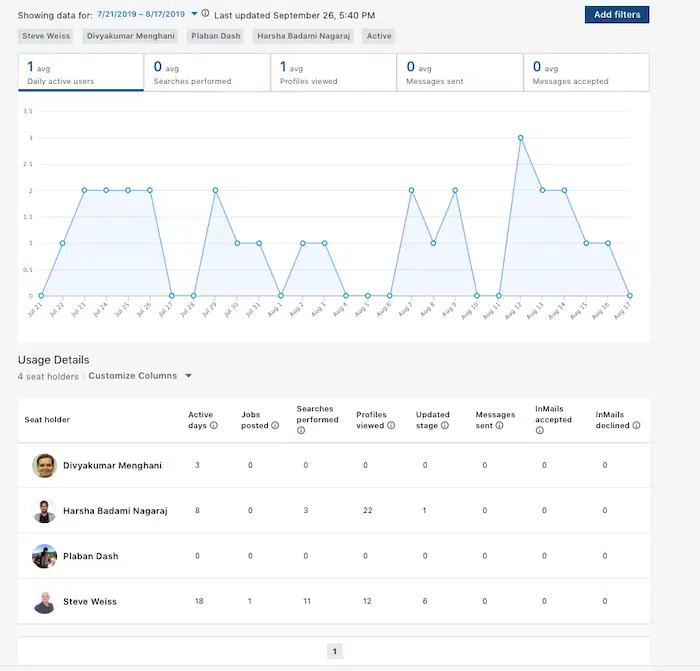 Showing data for: 7/21/2019 – 8/17/2019 Last updated September 26, 5:40 PM Add filters
Steve Weiss Divyakumar Menghani Plaban Dash Harsha Badami Nagaraj Active
1 avg 0 avg 1 avg 0 avg 0 avg
Daily active users Searches performed Profiles viewed Messages sent Messages accepted
3.5
3
2.5
2
1.5
1
0.5
0
Jul 21 Jul 22 Jul 23 Jul 24 Jul 25 Jul 26 Jul 27 Jul 28 Jul 29 Jul 30 Jul 31 Aug 1 Aug 2 Aug 3 Aug 4 Aug 5 Aug 6 Aug 7 Aug 8 Aug 9 Aug 10 Aug 11 Aug 12 Aug 13 Aug 14 Aug 15 Aug 16 Aug 17
Usage Details
4 seat holders Customize Columns
Seat holder Active days Jobs posted Searches performed Profiles viewed Updated stage Messages sent InMails accepted InMails declined
Divyakumar Menghani 3 0 0 0 0 0 0 0
Harsha Badami Nagaraj 8 0 3 22 1 0 0 0
Plaban Dash 0 0 0 0 0 0 0 0
Steve Weiss 18 1 11 12 6 0 0 0
1